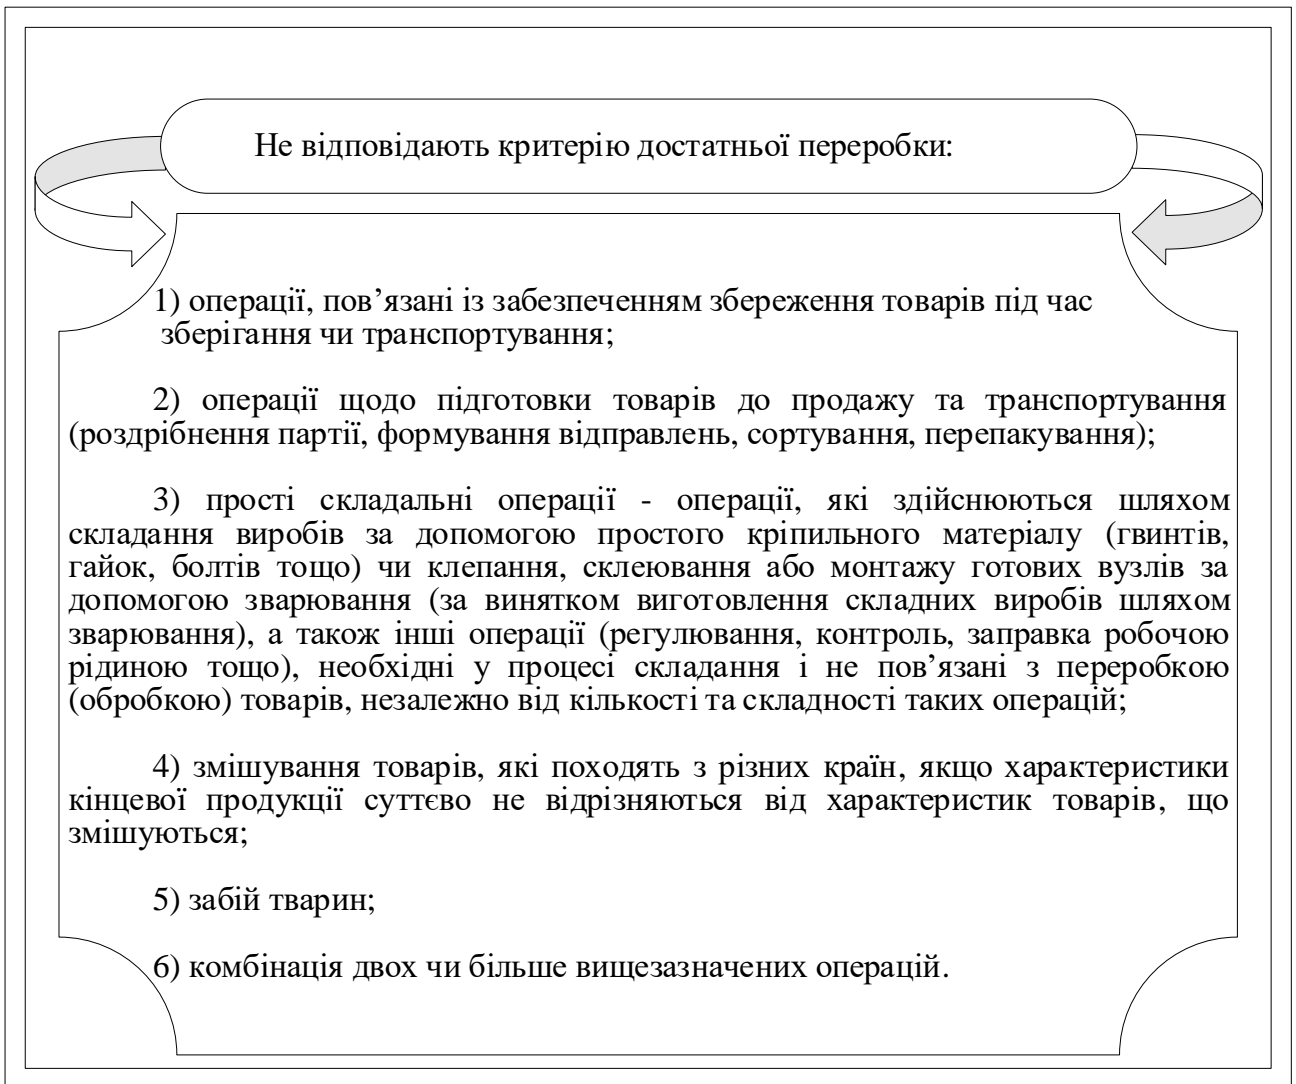 Не відповідають критерію достатньої переробки:
1) операції, пов’язані із забезпеченням збереження товарів під час
зберігання чи транспортування;
2) операції щодо підготовки товарів до продажу та транспортування
(роздрібнення партії, формування відправлень, сортування, перепакування);
3) прості складальні операції - операції, які здійснюються шляхом
складання виробів за допомогою простого кріпильного матеріалу (гвинтів,
гайок, болтів тощо) чи клепання, склеювання або монтажу готових вузлів за
допомогою зварювання (за винятком виготовлення складних виробів шляхом
зварювання), а також інші операції (регулювання, контроль, заправка робочою
рідиною тощо), необхідні у процесі складання і не пов’язані з переробкою
(обробкою) товарів, незалежно від кількості та складності таких операцій;
4) змішування товарів, які походять з різних країн, якщо характеристики
кінцевої продукції суттєво не відрізняються від характеристик товарів, що
змішуються;
5) забій тварин;
6) комбінація двох чи більше вищезазначених операцій.